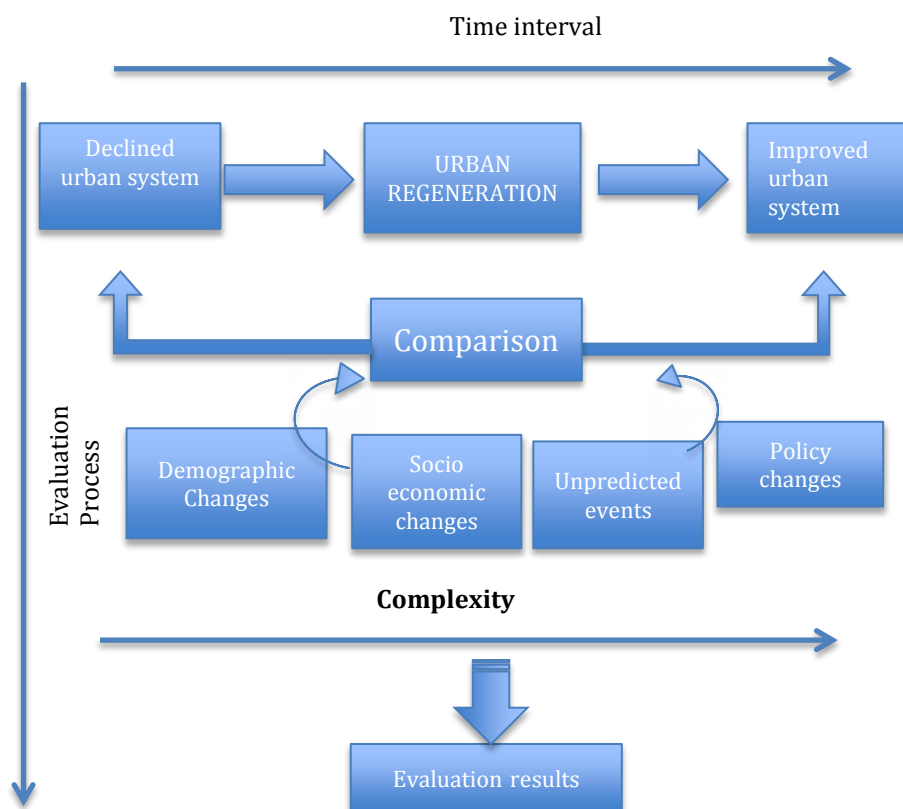 Time interval
Declined
urban system
URBAN
REGENERATION
Improved
urban
system
Comparison
Evaluation
Process
Demographic
Changes
Socio
economic
changes
Unpredicted
events
Policy
changes
Complexity
Evaluation results